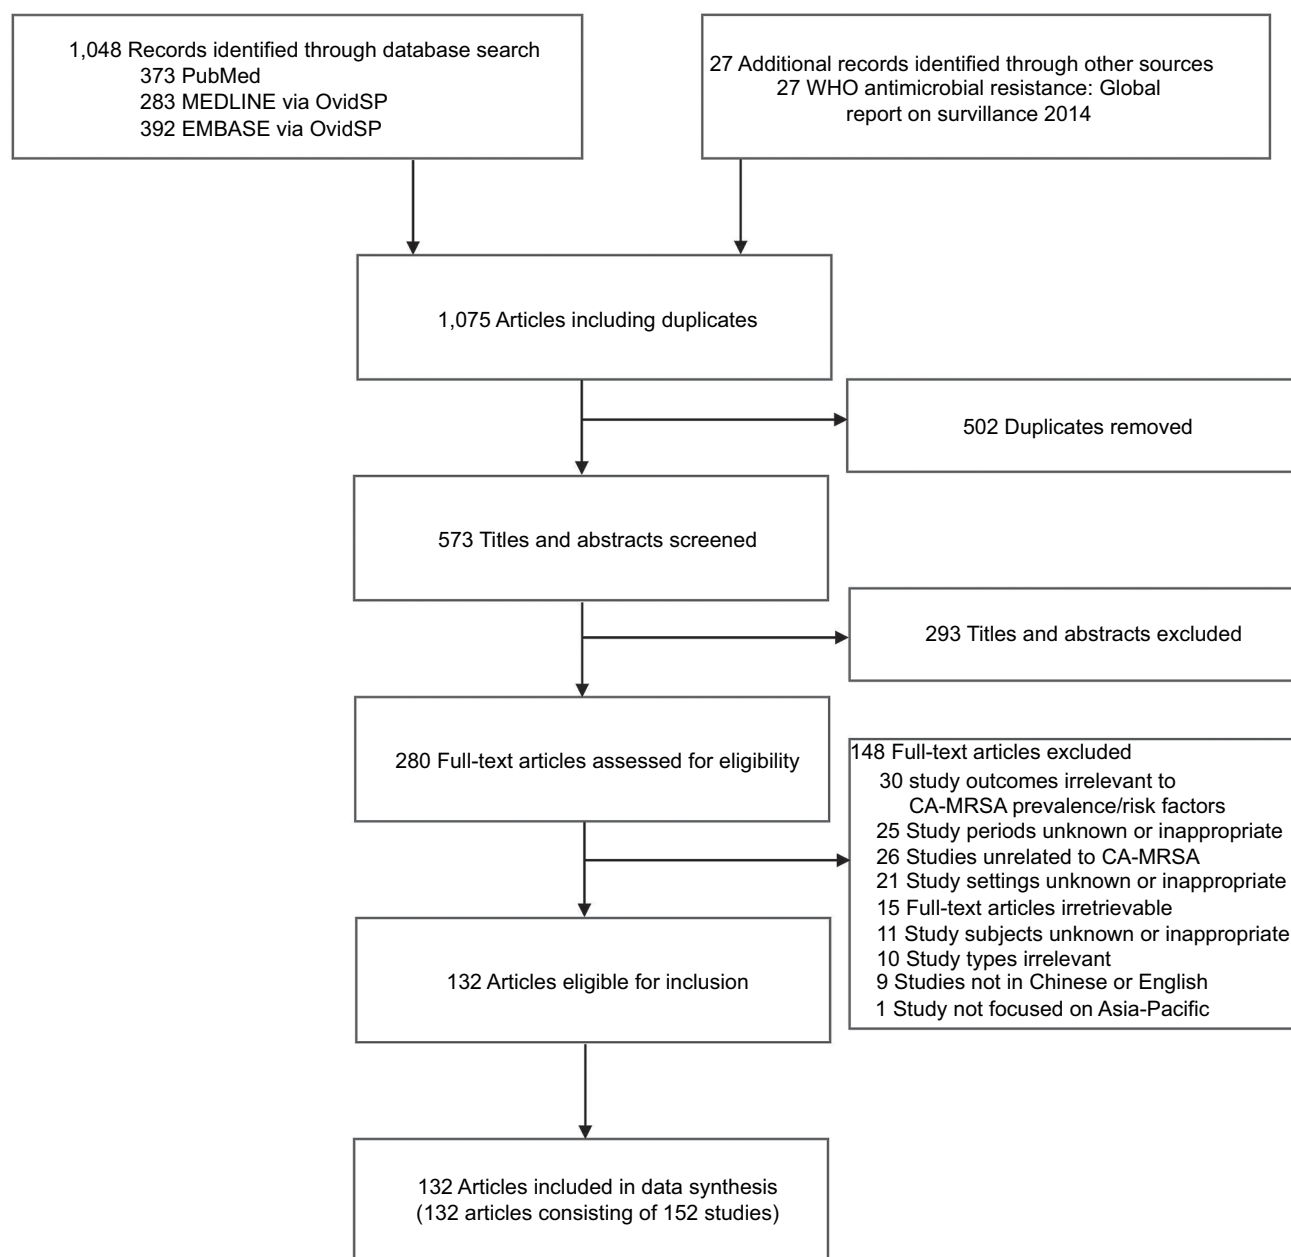 1,048 Records identified through database search
373 PubMed
283 MEDLINE via OvidSP
392 EMBASE via OvidSP
27 Additional records identified through other sources
27 WHO antimicrobial resistance: Global
report on survillance 2014
1,075 Articles including duplicates
502 Duplicates removed
573 Titles and abstracts screened
293 Titles and abstracts excluded
280 Full-text articles assessed for eligibility
148 Full-text articles excluded
30 study outcomes irrelevant to
CA-MRSA prevalence/risk factors
25 Study periods unknown or inappropriate
26 Studies unrelated to CA-MRSA
21 Study settings unknown or inappropriate
15 Full-text articles irretrievable
11 Study subjects unknown or inappropriate
10 Study types irrelevant
9 Studies not in Chinese or English
1 Study not focused on Asia-Pacific
132 Articles eligible for inclusion
132 Articles included in data synthesis
(132 articles consisting of 152 studies)